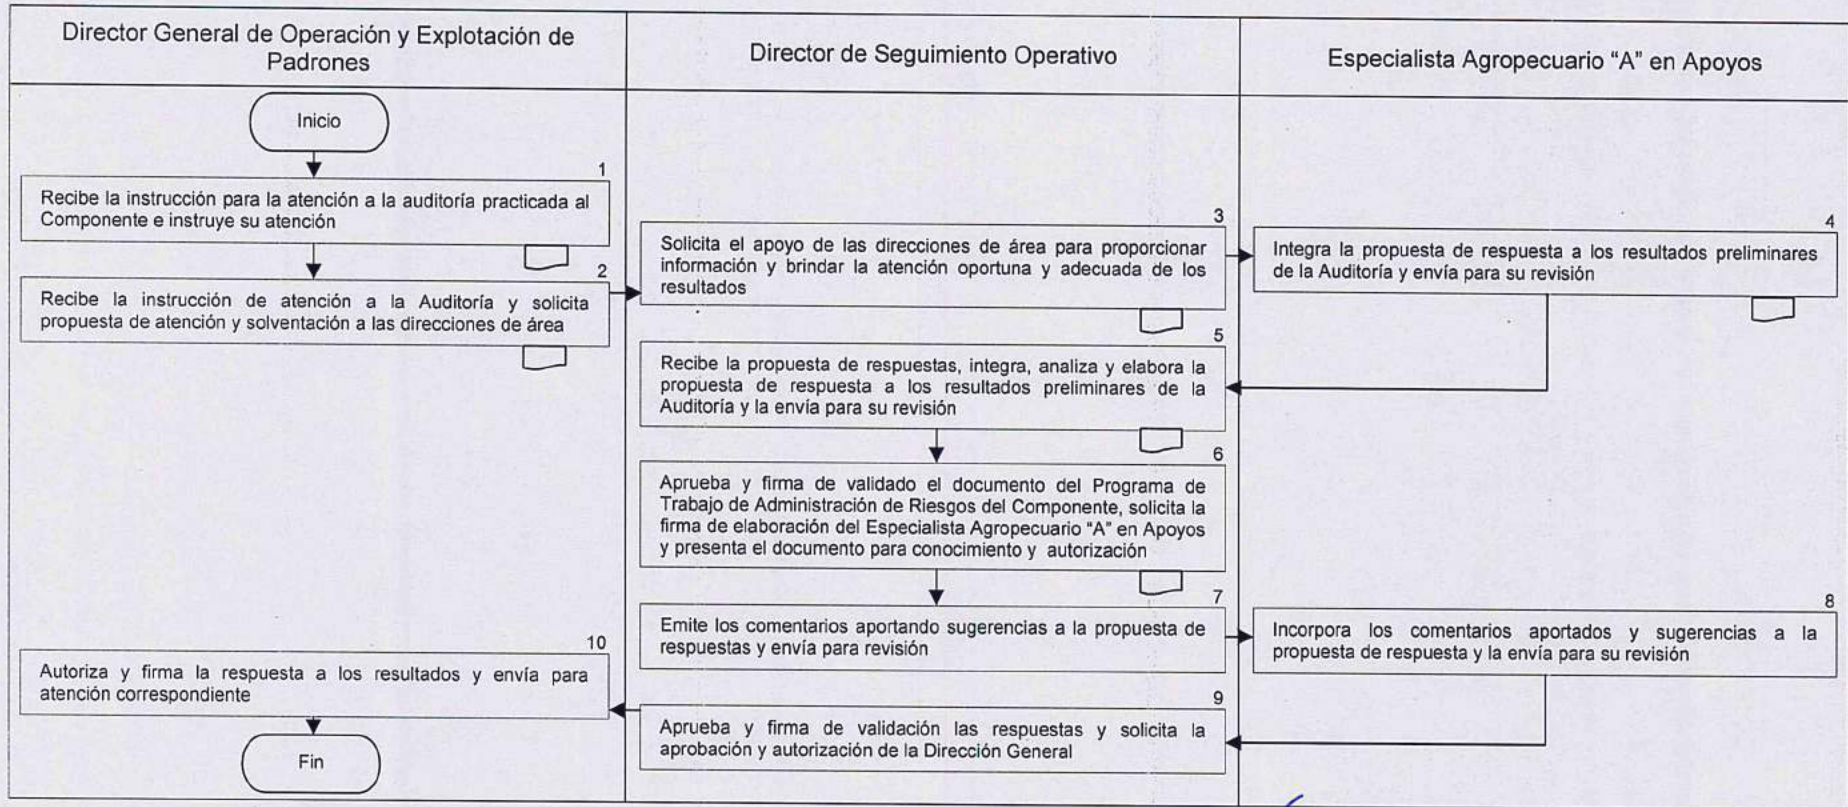 Director General de Operación y Explotación de
Padrones
Director de Seguimiento Operativo
Especialista Agropecuario “A” en Apoyos
Inicio
1
Recibe la instrucción para la atención a la auditoría practicada al
Componente e instruye su atención
2
Recibe la instrucción de atención a la Auditoría y solicita
propuesta de atención y solventación a las direcciones de área
3
Solicita el apoyo de las direcciones de área para proporcionar
información y brindar la atención oportuna y adecuada de los
resultados
4
Integra la propuesta de respuesta a los resultados preliminares
de la Auditoría y envía para su revisión
5
Recibe la propuesta de respuestas, integra, analiza y elabora la
propuesta de respuesta a los resultados preliminares de la
Auditoría y la envía para su revisión
6
Aprueba y firma de validado el documento del Programa de
Trabajo de Administración de Riesgos del Componente, solicita la
firma de elaboración del Especialista Agropecuario “A” en Apoyos
y presenta el documento para conocimiento y autorización
7
Emite los comentarios aportando sugerencias a la propuesta de
respuestas y envía para revisión
8
Incorpora los comentarios aportados y sugerencias a la
propuesta de respuesta y la envía para su revisión
9
Aprueba y firma de validación las respuestas y solicita la
aprobación y autorización de la Dirección General
10
Autoriza y firma la respuesta a los resultados y envía para
atención correspondiente
Fin